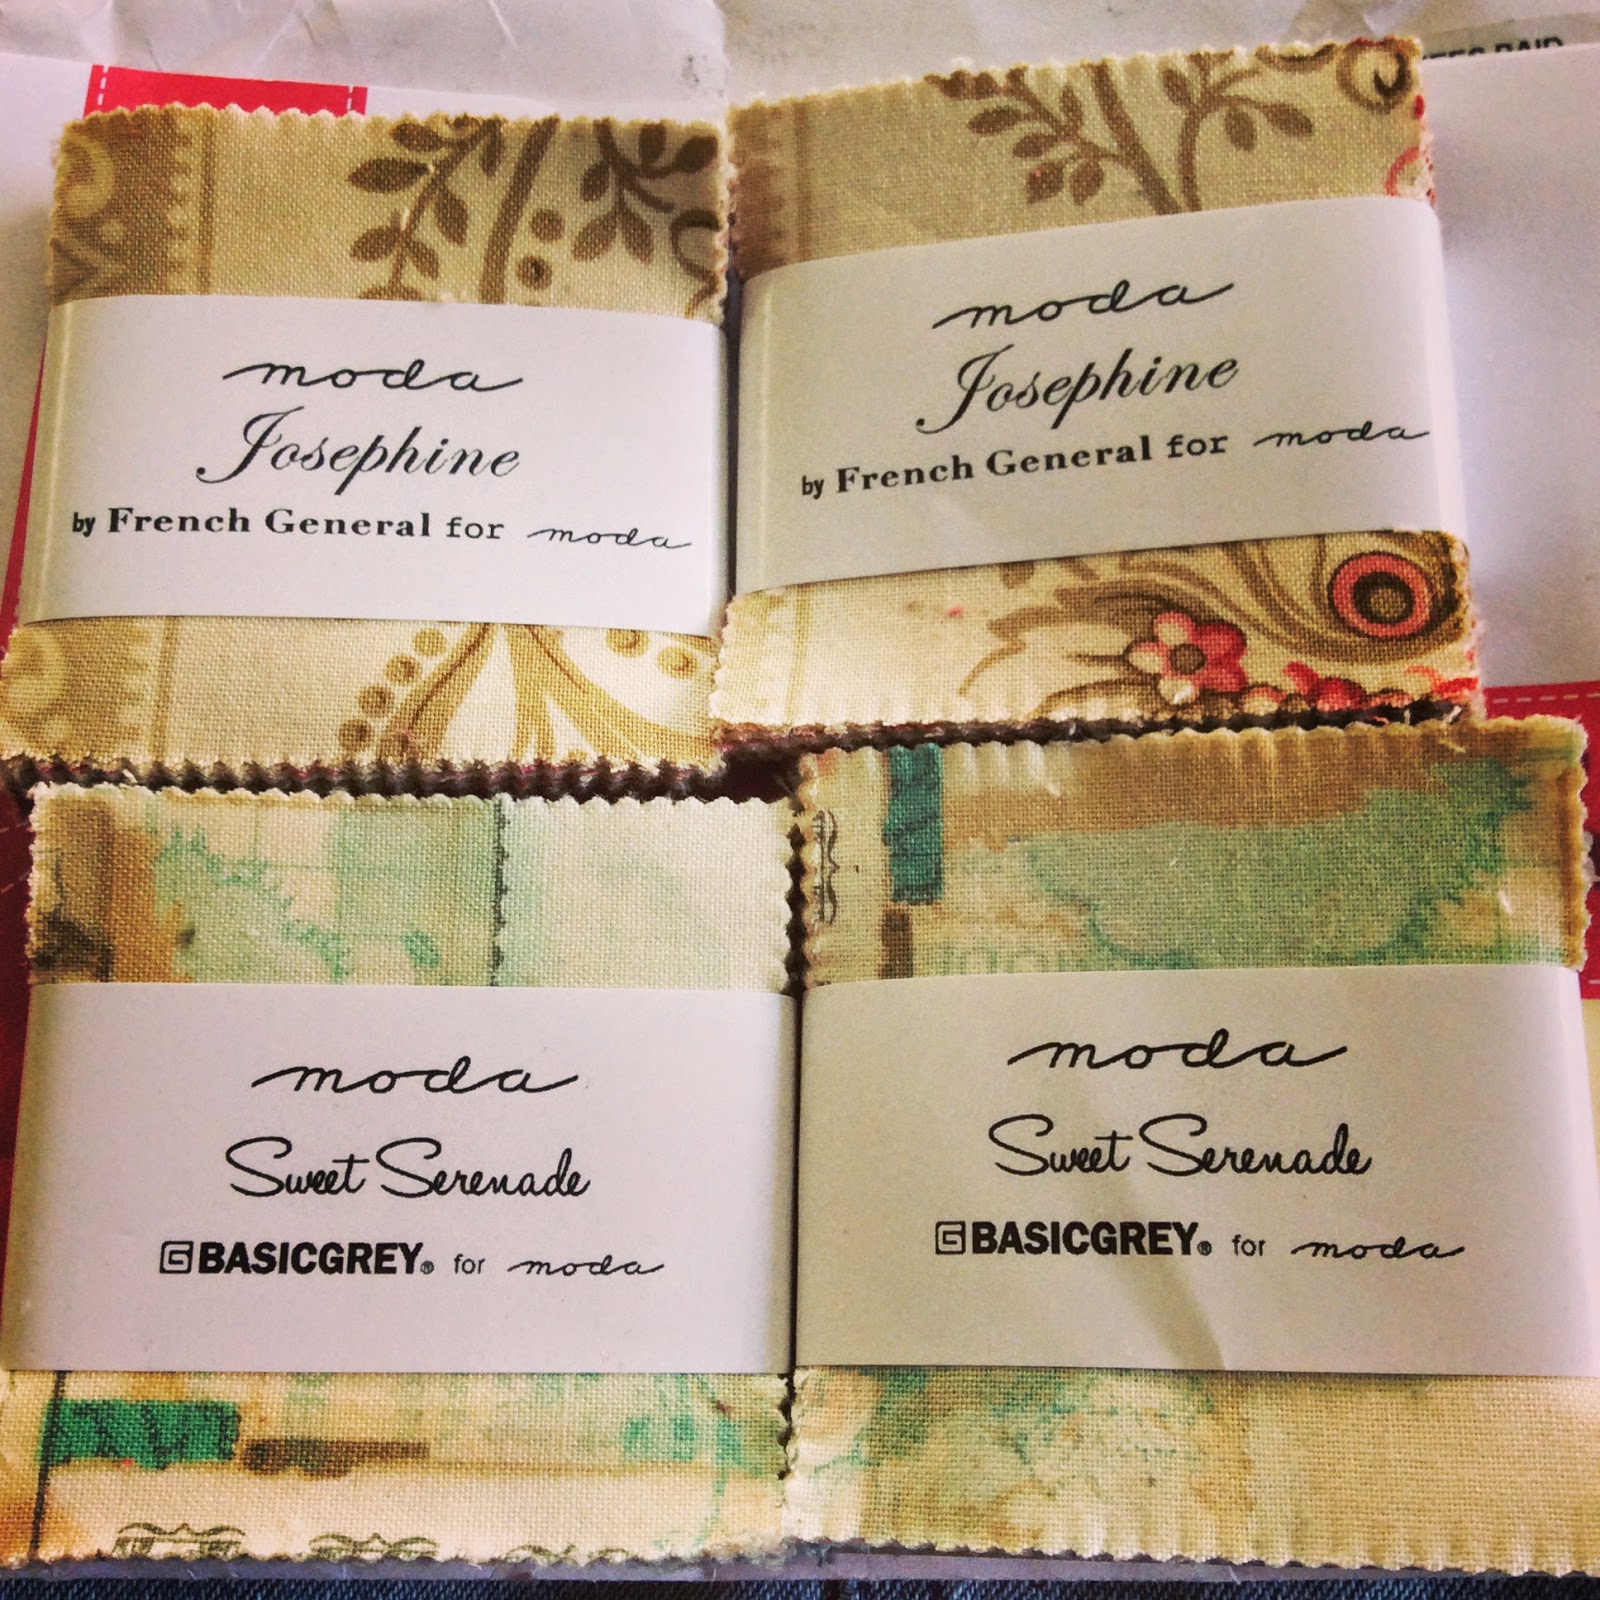 PAID
moda
Josephine
by French General for moda
moda
Josephine
by French General for moda
moda
Sweet Serenade
G BASICGREY® for moda
moda
Sweet Serenade
G BASICGREY® for moda